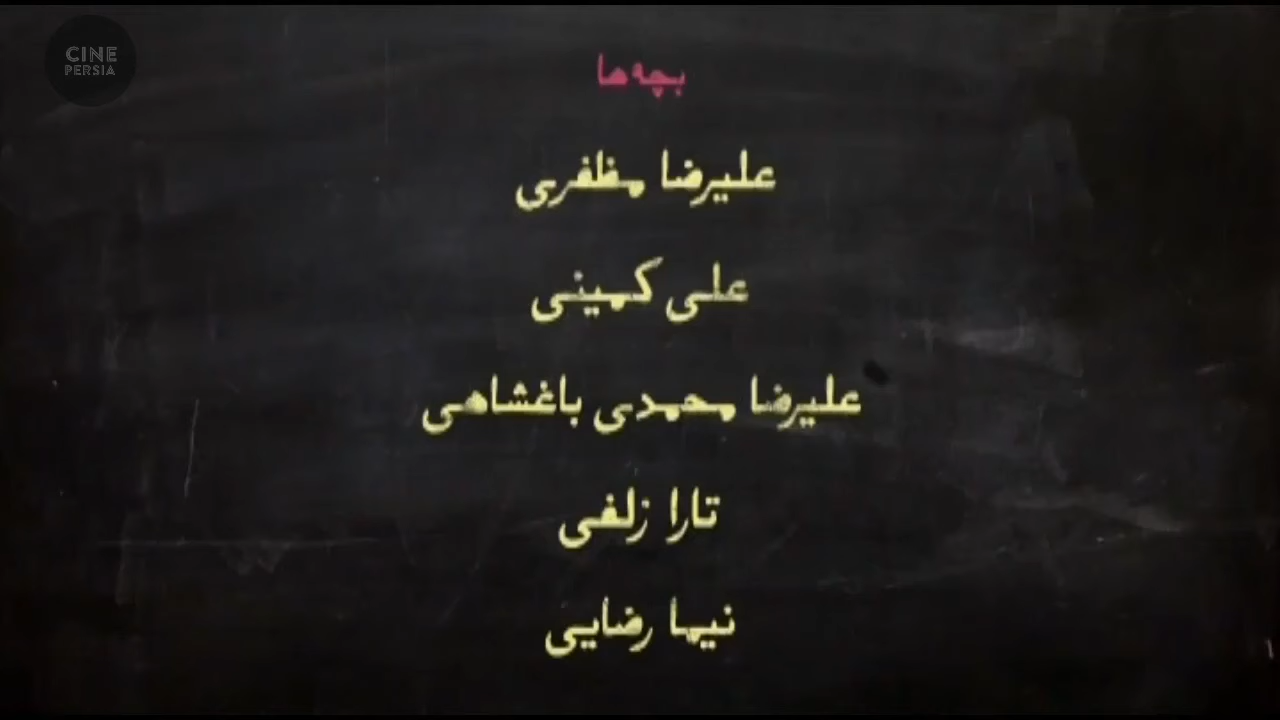 CINE
PERSIA
بچه‌ها
علیرضا مظفری
علی کمینی
علیرضا محمدی باغشاهی
تارا زلفی
نیما رضایی